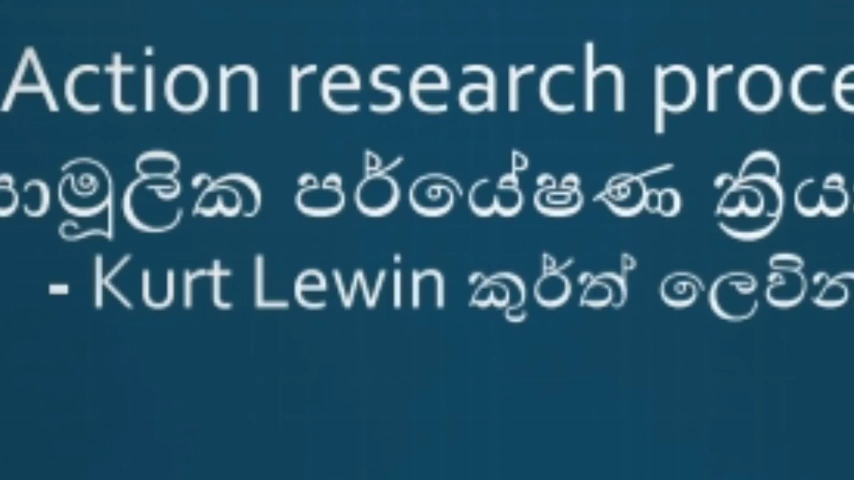 Action research proce
යාමූලික පර්යේෂණ ක්‍රිය
- Kurt Lewin කුර්ත් ලෙවින